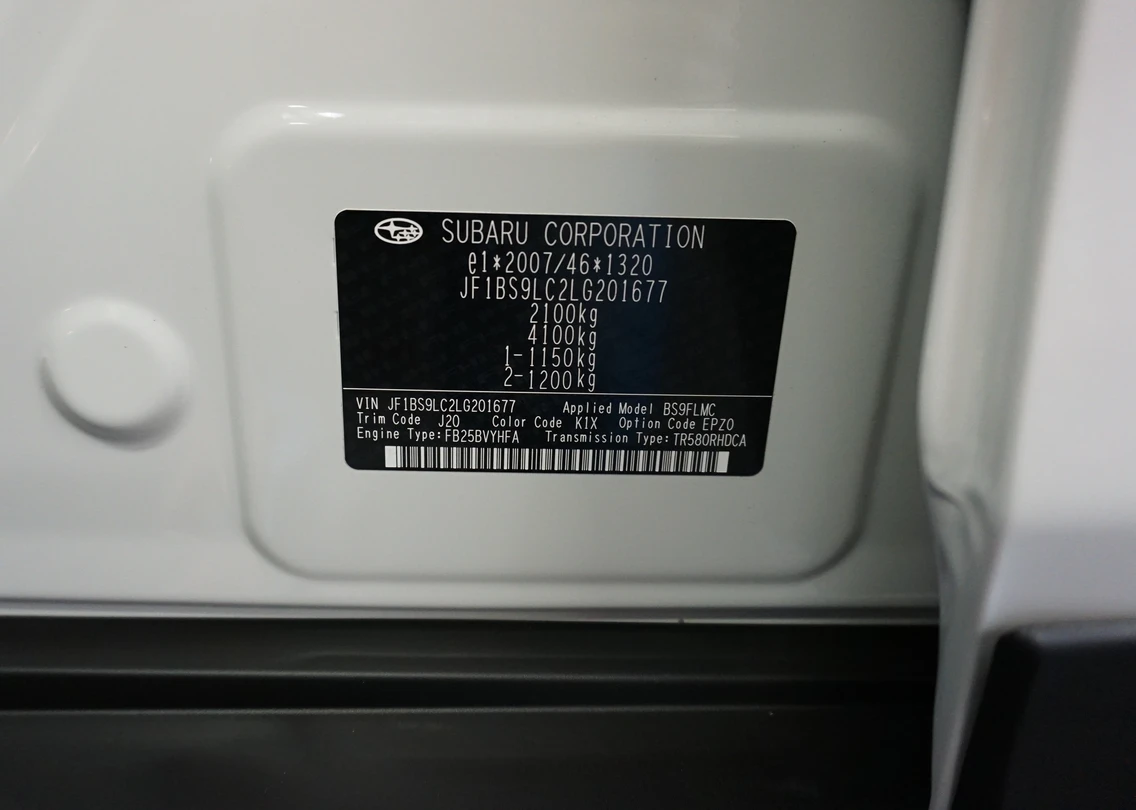 SUBARU CORPORATION
e1*2007/46*1320
JF1BS9LC2LG201677
2100kg
4100kg
1-1150kg
2-1200kg
VIN JF1BS9LC2LG201677 Applied Model BS9FLMC
Trim Code J20 Color Code K1X Option Code EPZO
Engine Type:FB25BVYHFA Transmission Type:TR580RHDCA